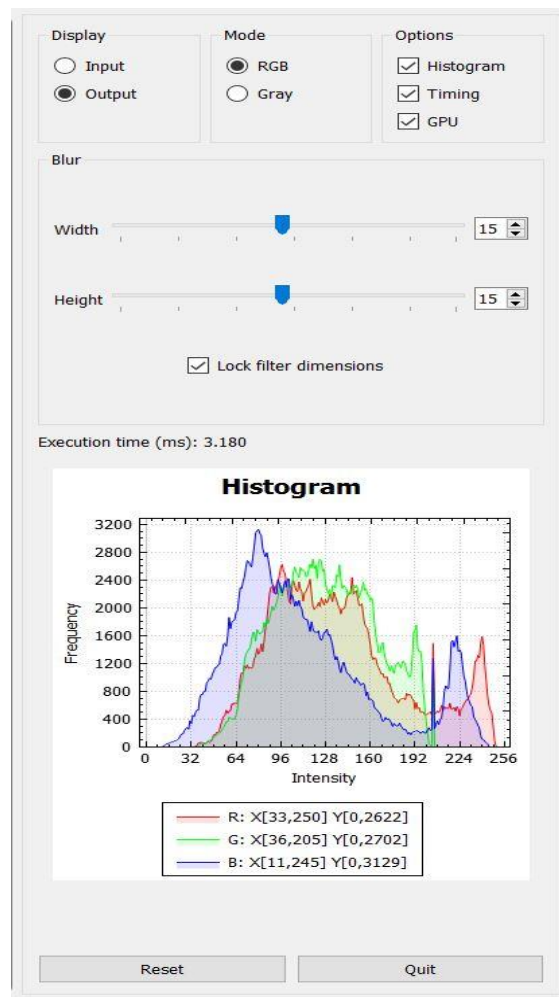 Display
Input
Output
Mode
RGB
Gray
Options
Histogram
Timing
GPU
Blur
Width
15
Height
15
Lock filter dimensions
Execution time (ms): 3.180
Histogram
Frequency
3200
2800
2400
2000
1600
1200
800
400
0
0 32 64 96 128 160 192 224 256
Intensity
R: X[33,250] Y[0,2622]
G: X[36,205] Y[0,2702]
B: X[11,245] Y[0,3129]
Reset
Quit